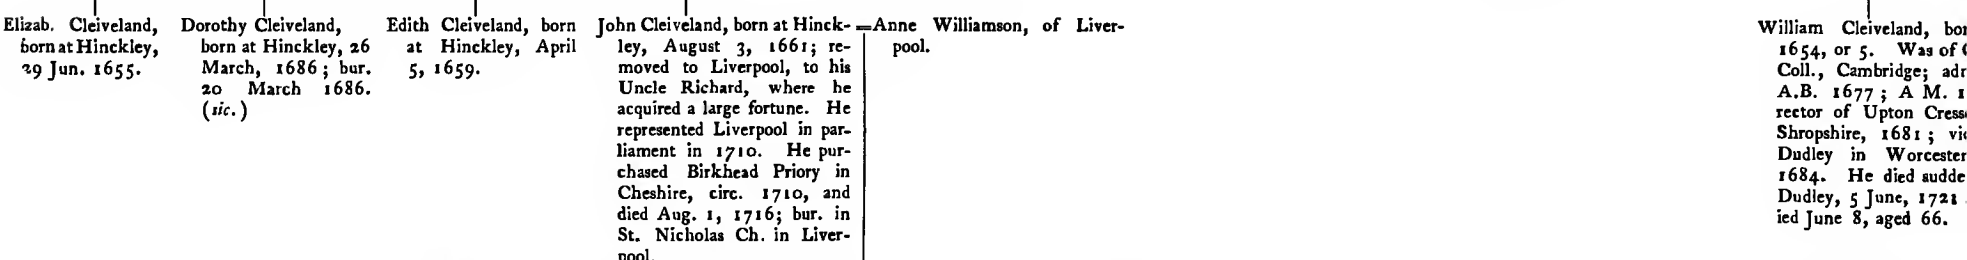 Elizab. Cleiveland,
born at Hinckley,
29 Jun. 1655.
Dorothy Cleiveland,
born at Hinckley, 26
March, 1686; bur.
20 March 1686.
(sic.)
Edith Cleiveland, born
at Hinckley, April
5, 1659.
John Cleiveland, born at Hinck-
ley, August 3, 1661; re-
moved to Liverpool, to his
Uncle Richard, where he
acquired a large fortune. He
represented Liverpool in par-
liament in 1710. He pur-
chased Birkhead Priory in
Cheshire, circ. 1710, and
died Aug. 1, 1716; bur. in
St. Nicholas Ch. in Liver-
pool.
=Anne Williamson, of Liver-
pool.
William Cleiveland, bor
1654, or 5. Was of
Coll., Cambridge; adr
A.B. 1677; A M. 1
rector of Upton Cress
Shropshire, 1681; vic
Dudley in Worcester
1684. He died sudde
Dudley, 5 June, 1721
ied June 8, aged 66.